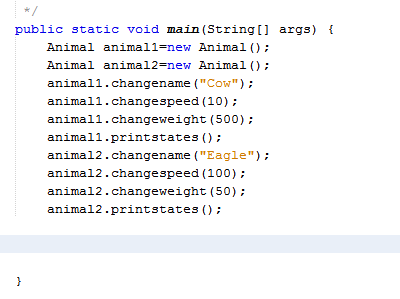 */
public static void main(String[] args) {
Animal animal1=new Animal();
Animal animal2=new Animal();
animal1.changename("Cow");
animal1.changespeed(10);
animal1.changeweight(500);
animal1.printstates();
animal2.changename("Eagle");
animal2.changespeed(100);
animal2.changeweight(50);
animal2.printstates();
}